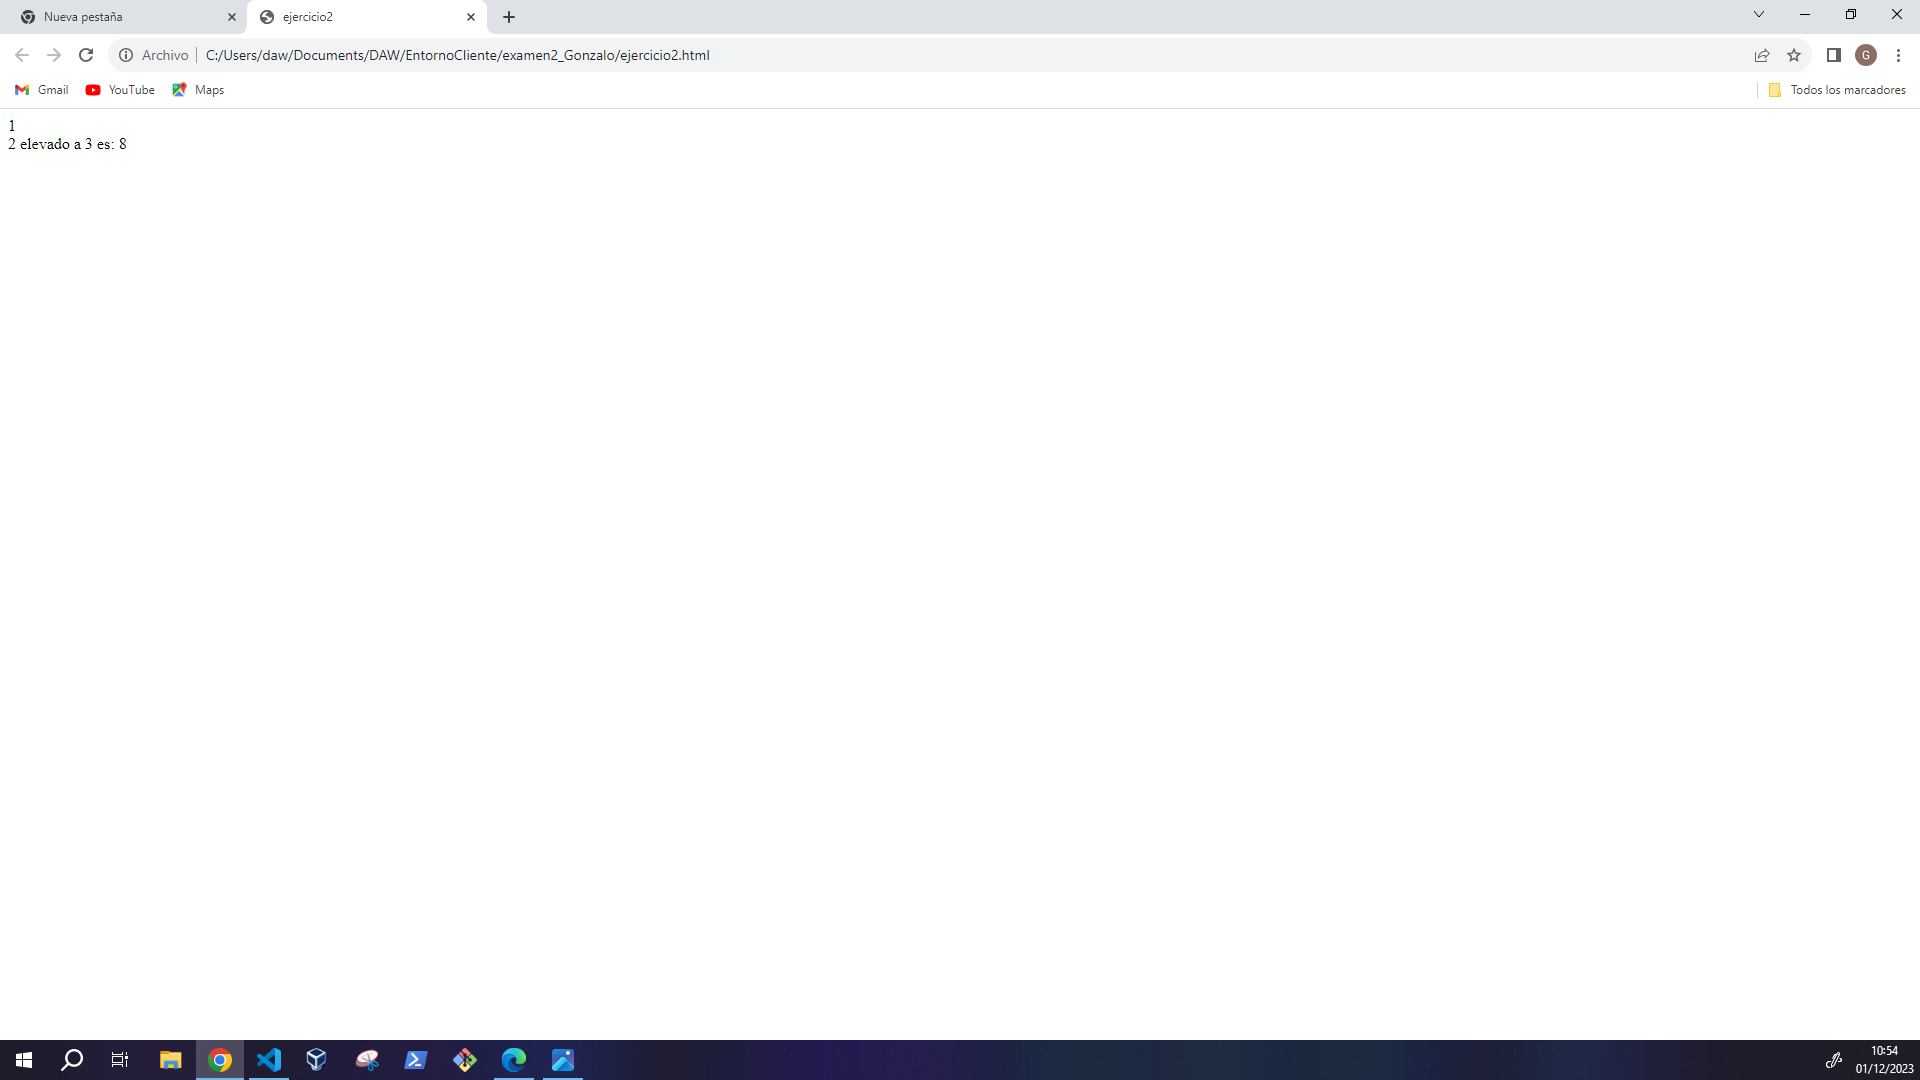 Nueva pestaña
ejercicio2
Archivo
C:/Users/daw/Documents/DAW/EntornoCliente/examen2_Gonzalo/ejercicio2.html
G
Gmail
YouTube
Maps
Todos los marcadores
1
2 elevado a 3 es: 8
10:54
01/12/2023